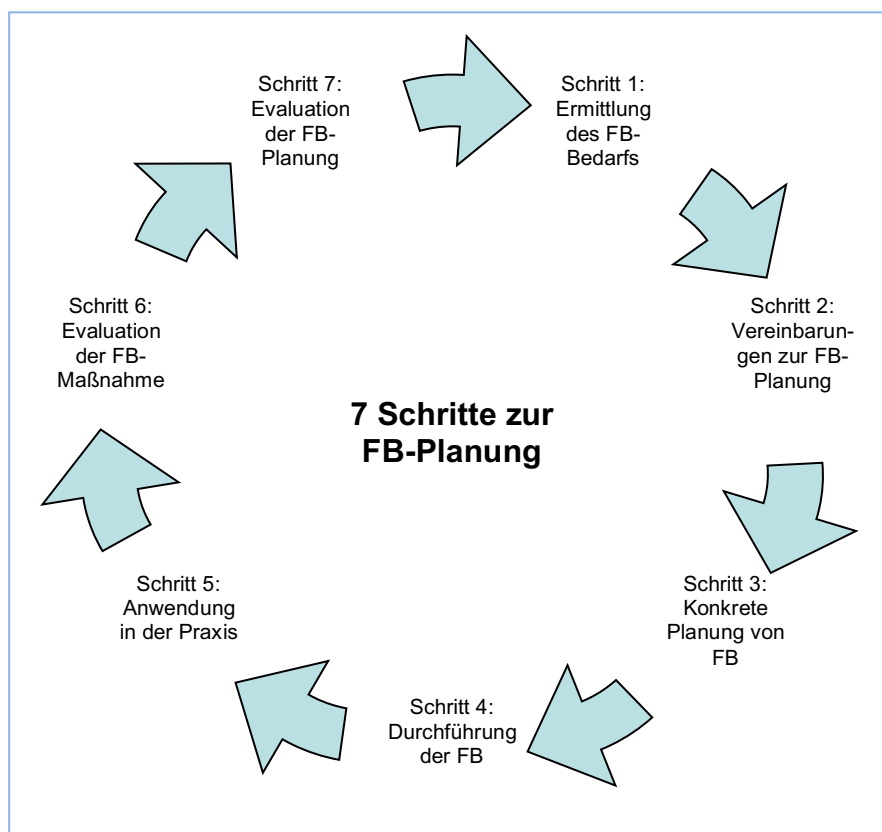 7 Schritte zur
FB-Planung
Schritt 1:
Ermittlung
des FB-
Bedarfs
Schritt 2:
Vereinbarun-
gen zur FB-
Planung
Schritt 3:
Konkrete
Planung von
FB
Schritt 4:
Durchführung
der FB
Schritt 5:
Anwendung
in der Praxis
Schritt 6:
Evaluation
der FB-
Maßnahme
Schritt 7:
Evaluation
der FB-
Planung